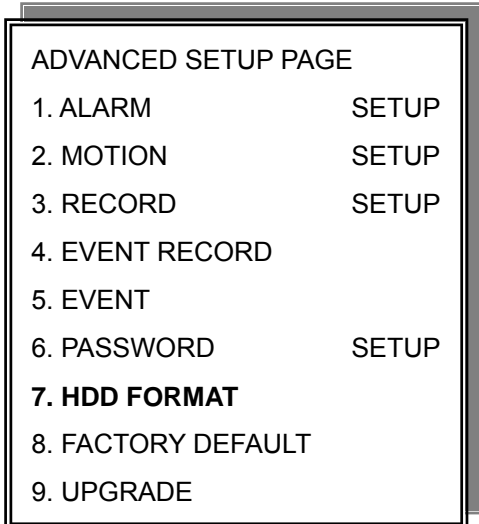 ADVANCED SETUP PAGE
1. ALARM SETUP
2. MOTION SETUP
3. RECORD SETUP
4. EVENT RECORD
5. EVENT
6. PASSWORD SETUP
7. HDD FORMAT
8. FACTORY DEFAULT
9. UPGRADE